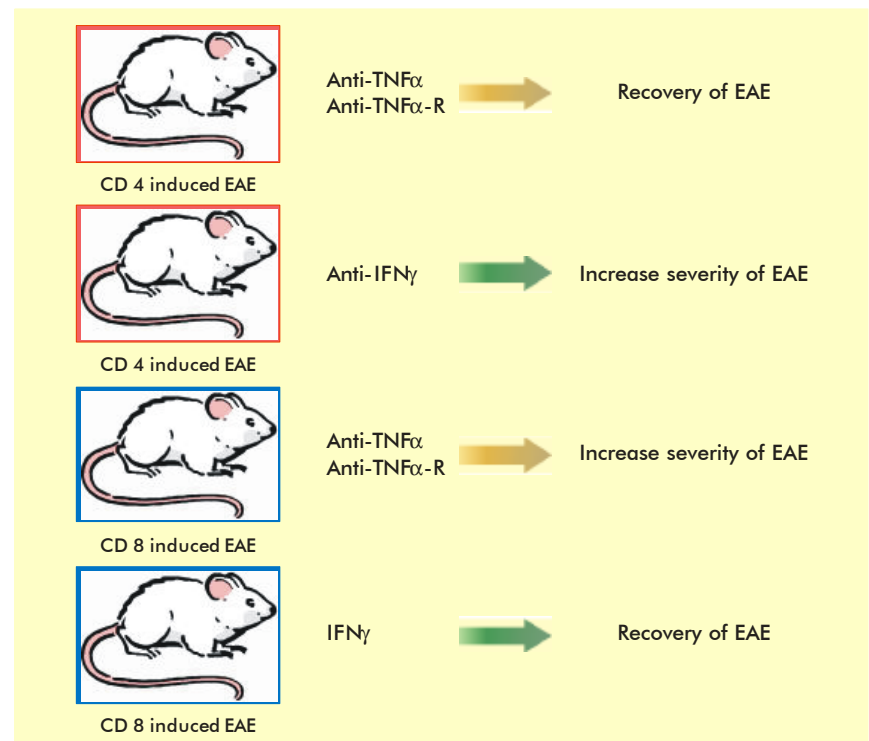 Anti-TNFα
Anti-TNFα-R
Recovery of EAE
CD 4 induced EAE
Anti-IFNγ
Increase severity of EAE
CD 4 induced EAE
Anti-TNFα
Anti-TNFα-R
Increase severity of EAE
CD 8 induced EAE
IFNγ
Recovery of EAE
CD 8 induced EAE